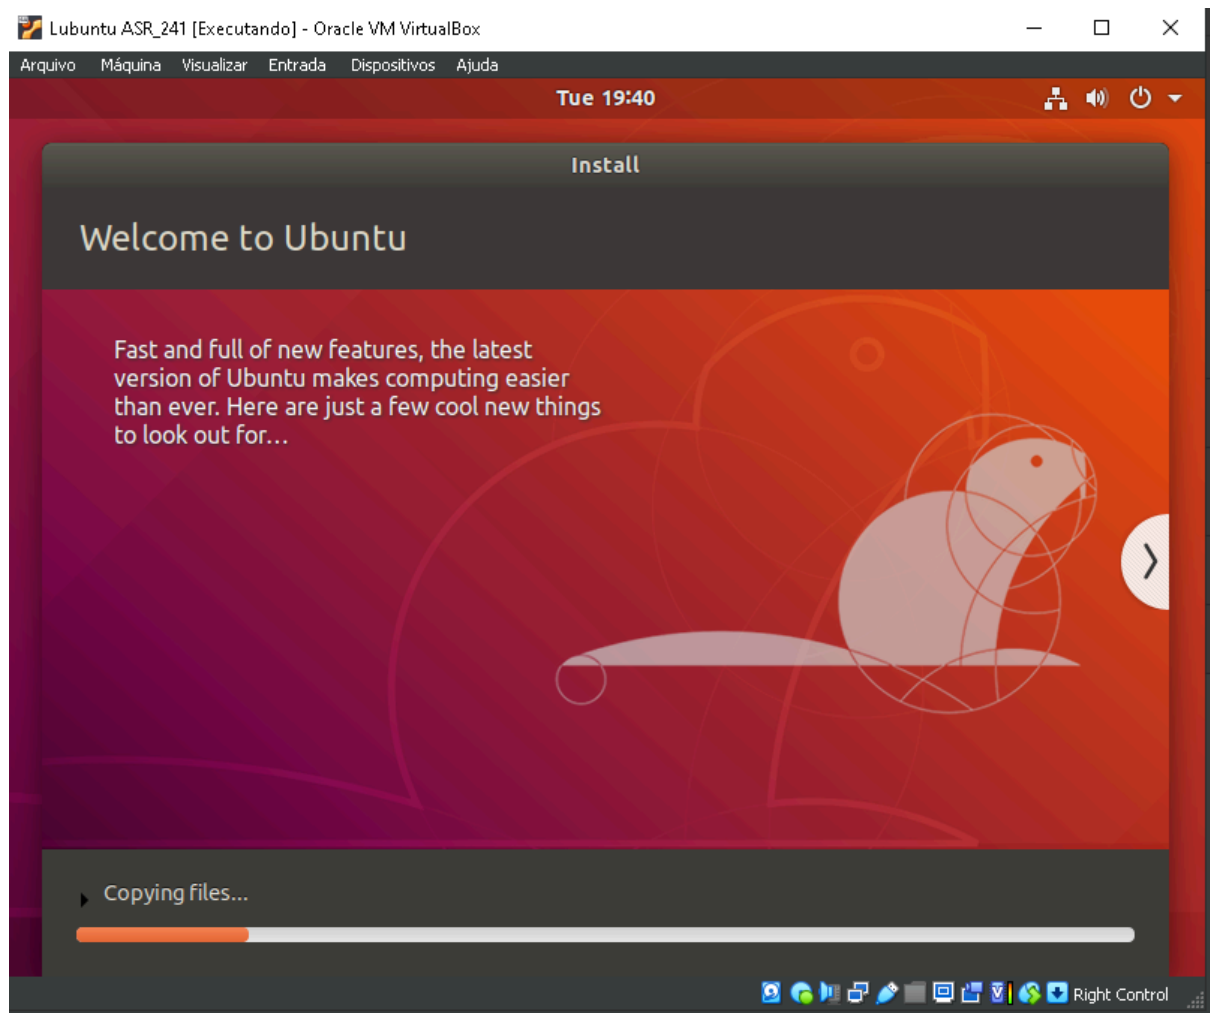 Lubuntu ASR_241 [Executando] - Oracle VM VirtualBox
Arquivo Máquina Visualizar Entrada Dispositivos Ajuda
Tue 19:40
Install
Welcome to Ubuntu
Fast and full of new features, the latest
version of Ubuntu makes computing easier
than ever. Here are just a few cool new things
to look out for...
Copying files...
Right Control